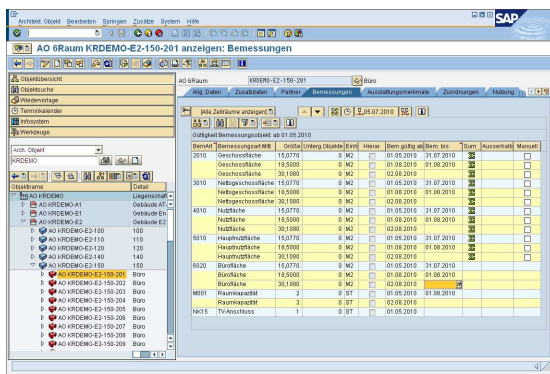 Architekt. Objekt Bearbeiten Springen Zusätze System Hilfe
SAP
AO 6Raum KRDEMO-E2-150-201 anzeigen: Bemessungen
Objektübersicht
Objektsuche
Wiedervorlage
Terminkalender
Infosystem
Werkzeuge
Arch. Objekt
KRDEMO
Objektname Detail
AO KRDEMO Liegenschaft
AO KRDEMO-A1 Gebäude AT-
AO KRDEMO-E1 Gebäude En
AO KRDEMO-E2 Gebäude E2
AO KRDEMO-E2-100 100
AO KRDEMO-E2-110 110
AO KRDEMO-E2-120 120
AO KRDEMO-E2-140 140
AO KRDEMO-E2-150 150
AO KRDEMO-E2-150-201 Büro
AO KRDEMO-E2-150-202 Büro
AO KRDEMO-E2-150-203 Büro
AO KRDEMO-E2-150-204 Büro
AO KRDEMO-E2-150-205 Büro
AO KRDEMO-E2-150-206 Büro
AO KRDEMO-E2-150-207 Büro
AO KRDEMO-E2-150-208 Büro
AO KRDEMO-E2-150-209 Büro
AO 6Raum KRDEMO-E2-150-201 Büro
Allg. Daten Zusatzdaten Partner Bemessungen Ausstattungsmerkmale Zuordnungen Nutzung
[Alle Zeiträume anzeigen] 05.07.2010
Gültigkeit Bemessungsobjekt: ab 01.05.2010
BemArt Bemessungsart MIt Größe Unterg.Objekte Einh Hierar. Bem gültig ab Bem. bis Sum Ausserhalb Manuell
2010 Geschossfläche 15,0770 0 M2 01.05.2010 31.07.2010
Geschossfläche 19,5000 0 M2 01.08.2010 01.08.2010
Geschossfläche 30,1080 0 M2 02.08.2010
3010 Nettogeschossfläche 15,0770 0 M2 01.05.2010 31.07.2010
Nettogeschossfläche 19,5000 0 M2 01.08.2010 01.08.2010
Nettogeschossfläche 30,1080 0 M2 02.08.2010
4010 Nutzfläche 15,0770 0 M2 01.05.2010 31.07.2010
Nutzfläche 19,5000 0 M2 01.08.2010 01.08.2010
Nutzfläche 30,1080 0 M2 02.08.2010
5010 Hauptnutzfläche 15,0770 0 M2 01.05.2010 31.07.2010
Hauptnutzfläche 19,5000 0 M2 01.08.2010 01.08.2010
Hauptnutzfläche 30,1080 0 M2 02.08.2010
6020 Bürofläche 15,0770 0 M2 01.05.2010 31.07.2010
Bürofläche 19,5000 0 M2 01.08.2010 01.08.2010
Bürofläche 30,1080 0 M2 02.08.2010
M001 Raumkapazität 2 0 ST 01.05.2010 01.08.2010
Raumkapazität 3 0 ST 02.08.2010
NK15 TV-Anschluss 1 0 ST 01.05.2010